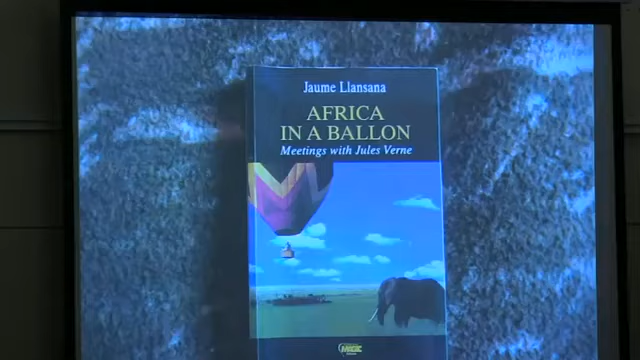 Jaume Llansana
AFRICA
IN A BALLON
Meetings with Jules Verne